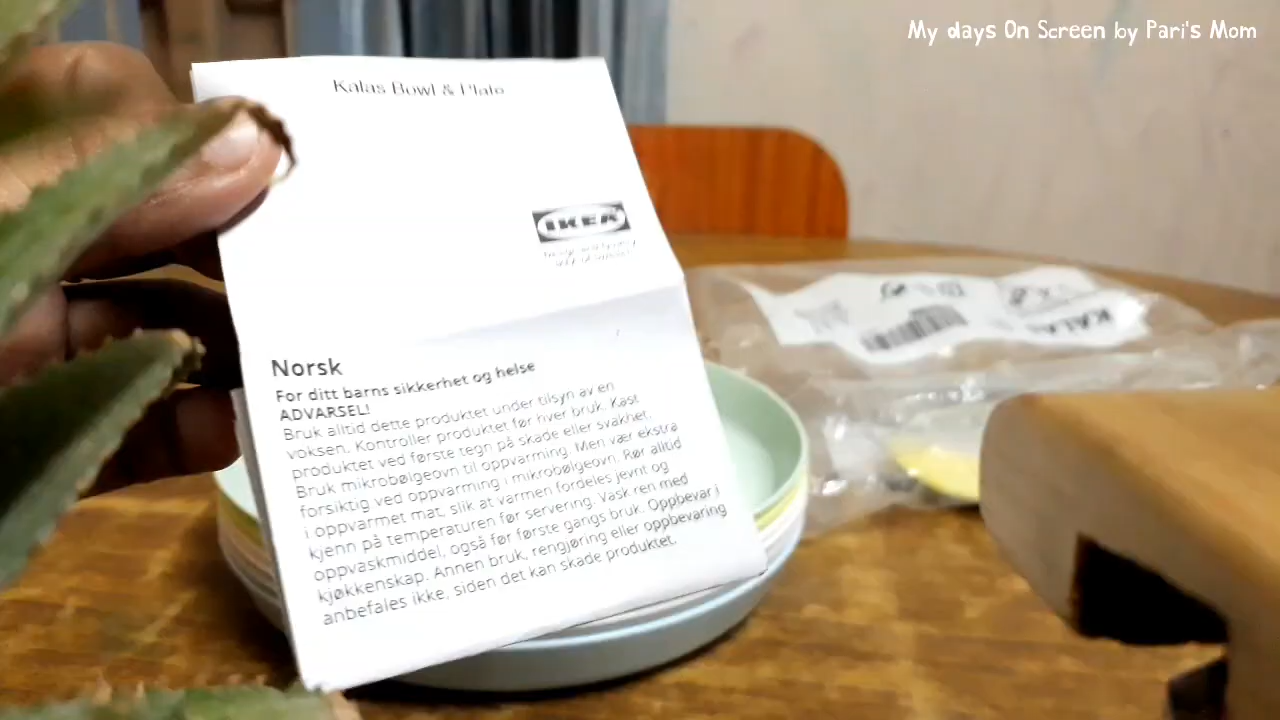 My days On Screen by Pari's Mom
Kalas Bowl & Plate
IKEA
Norsk
For ditt barns sikkerhet og helse
ADVARSEL!
Bruk alltid dette produktet under tilsyn av en
voksen. Kontroller produktet før hver bruk. Kast
produktet ved første tegn på skade eller svakhet.
Bruk mikrobølgeovn til oppvarming. Men vær ekstra
forsiktig ved oppvarming i mikrobølgeovn. Rør alltid
i oppvarmet mat, slik at varmen fordeles jevnt og
kjenn på temperaturen før servering. Vask ren med
oppvaskmiddel, også før første gangs bruk. Oppbevar i
kjøkkenskap. Annen bruk, rengjøring eller oppbevaring
anbefales ikke, siden det kan skade produktet.